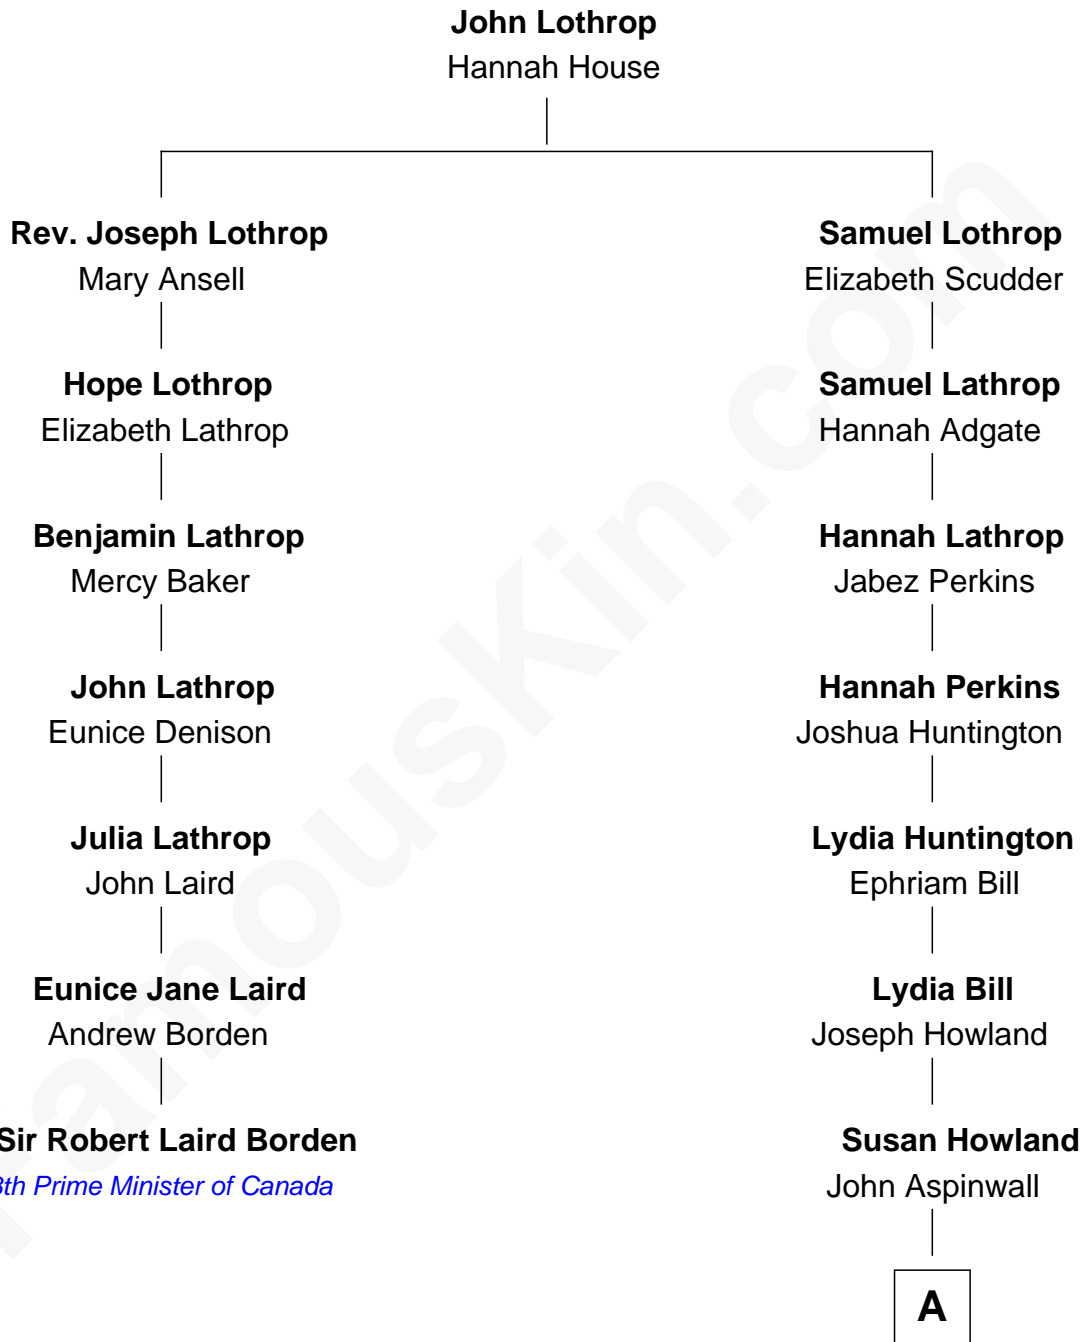 John Lothrop
Hannah House
Rev. Joseph Lothrop
Mary Ansell
Samuel Lothrop
Elizabeth Scudder
Hope Lothrop
Elizabeth Lathrop
Samuel Lathrop
Hannah Adgate
Benjamin Lathrop
Mercy Baker
Hannah Lathrop
Jabez Perkins
John Lathrop
Eunice Denison
Hannah Perkins
Joshua Huntington
Julia Lathrop
John Laird
Lydia Huntington
Ephriam Bill
Eunice Jane Laird
Andrew Borden
Lydia Bill
Joseph Howland
Sir Robert Laird Borden
8th Prime Minister of Canada
Susan Howland
John Aspinwall
A
FamousKin.com